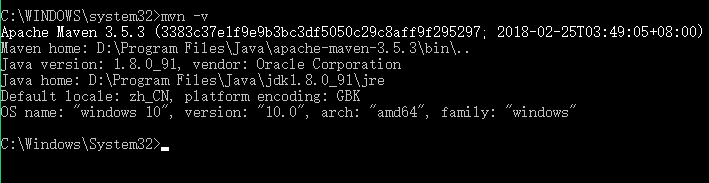 C:\WINDOWS\system32>mvn -v
Apache Maven 3.5.3 (3383c37e1f9e9b3bc3df5050c29c8aff9f295297; 2018-02-25T03:49:05+08:00)
Maven home: D:\Program Files\Java\apache-maven-3.5.3\bin\..
Java version: 1.8.0_91, vendor: Oracle Corporation
Java home: D:\Program Files\Java\jdk1.8.0_91\jre
Default locale: zh_CN, platform encoding: GBK
OS name: "windows 10", version: "10.0", arch: "amd64", family: "windows"
C:\Windows\System32>